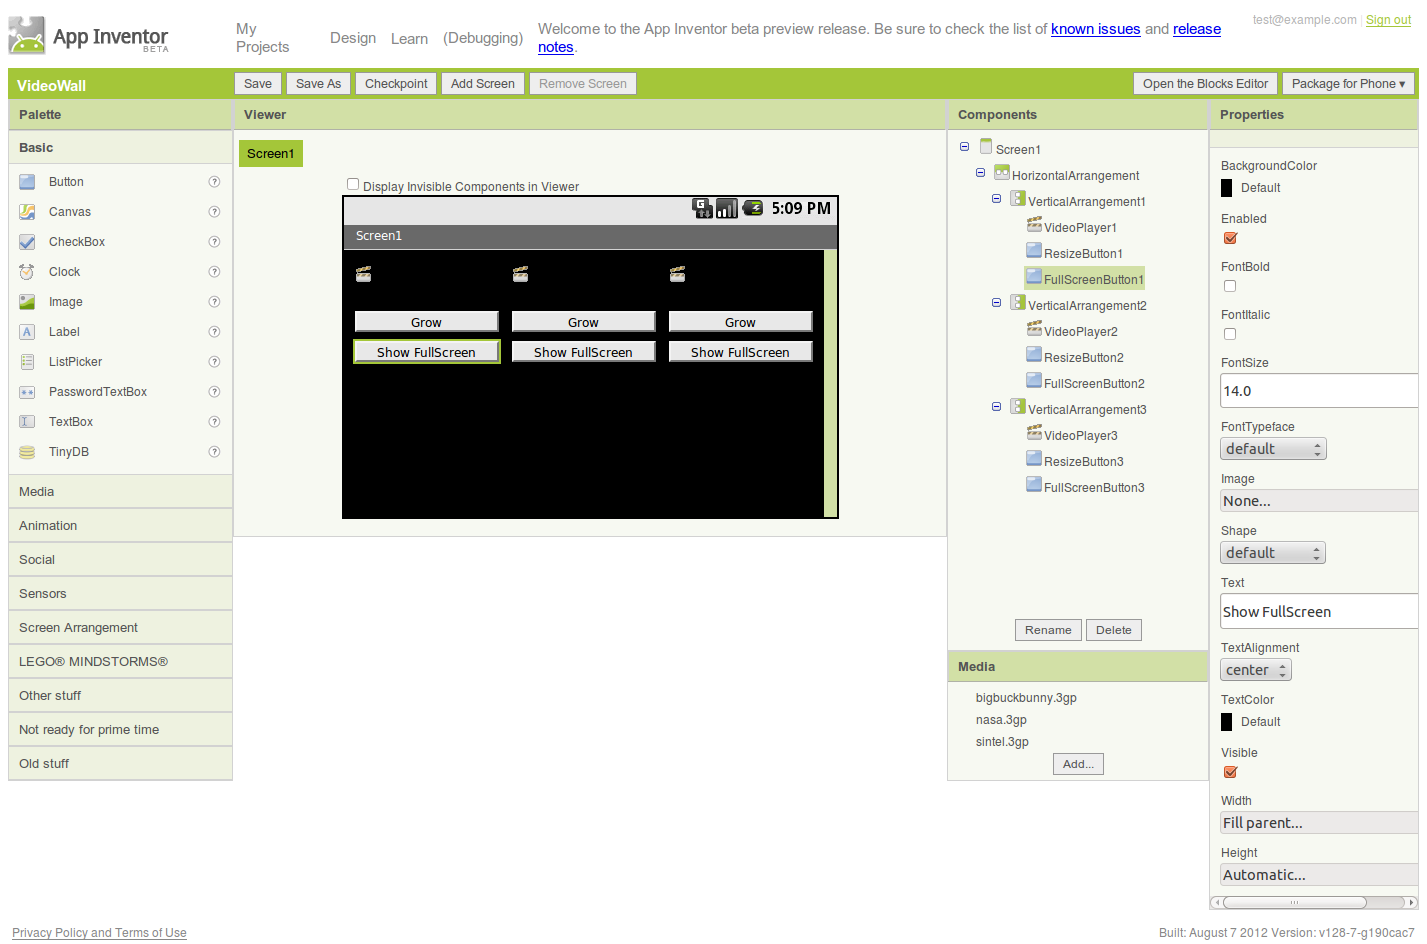 test@example.com | Sign out
App Inventor
BETA
My Projects
Design
Learn
(Debugging)
Welcome to the App Inventor beta preview release. Be sure to check the list of known issues and release
notes.
VideoWall
Save
Save As
Checkpoint
Add Screen
Remove Screen
Open the Blocks Editor
Package for Phone ▾
Palette
Basic
Button ?
Canvas ?
CheckBox ?
Clock ?
Image ?
Label ?
ListPicker ?
PasswordTextBox ?
TextBox ?
TinyDB ?
Media
Animation
Social
Sensors
Screen Arrangement
LEGO® MINDSTORMS®
Other stuff
Not ready for prime time
Old stuff
Viewer
Screen1
Display Invisible Components in Viewer
5:09 PM
Screen1
Grow Grow Grow
Show FullScreen Show FullScreen Show FullScreen
Components
Screen1
HorizontalArrangement
VerticalArrangement1
VideoPlayer1
ResizeButton1
FullScreenButton1
VerticalArrangement2
VideoPlayer2
ResizeButton2
FullScreenButton2
VerticalArrangement3
VideoPlayer3
ResizeButton3
FullScreenButton3
Rename Delete
Media
bigbuckbunny.3gp
nasa.3gp
sintel.3gp
Add...
Properties
BackgroundColor
Default
Enabled
FontBold
FontItalic
FontSize
14.0
FontTypeface
default
Image
None...
Shape
default
Text
Show FullScreen
TextAlignment
center
TextColor
Default
Visible
Width
Fill parent...
Height
Automatic...
Privacy Policy and Terms of Use
Built: August 7 2012 Version: v128-7-g190cac7